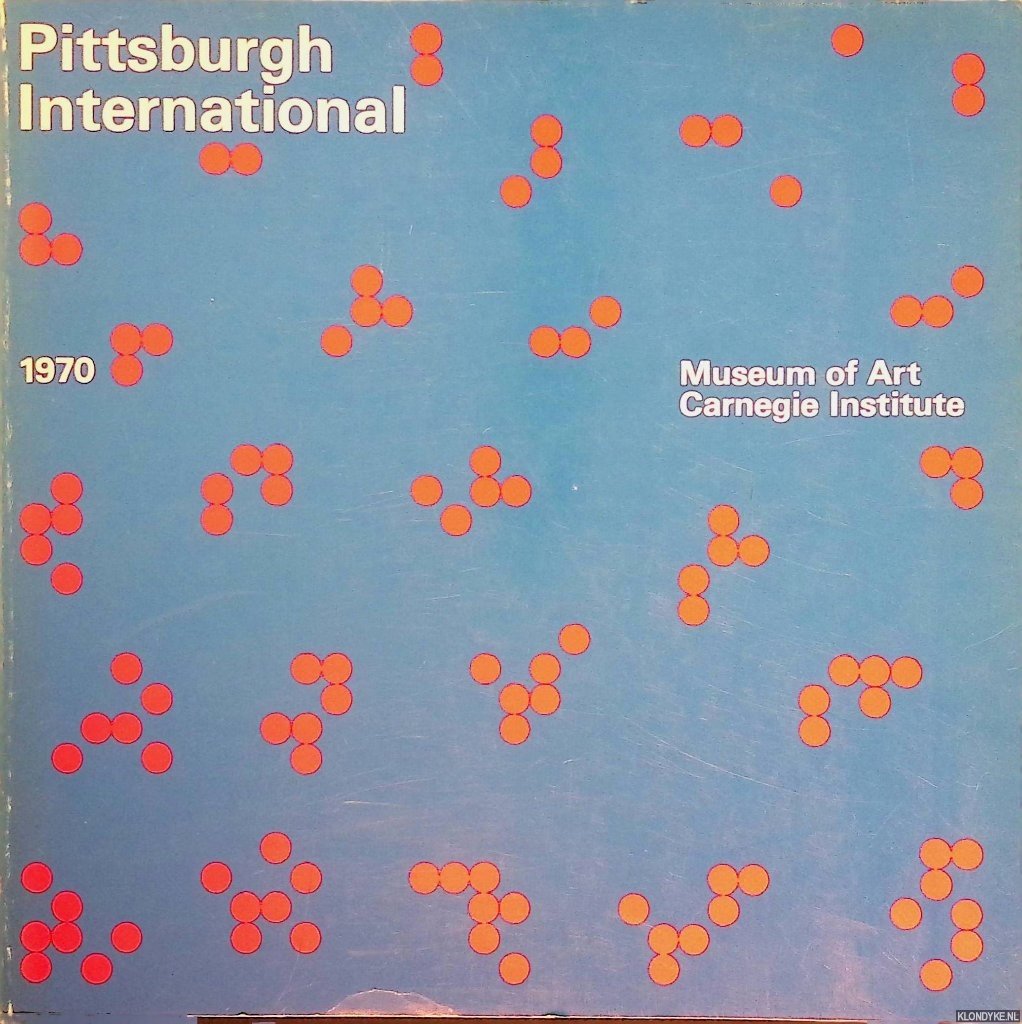 Pittsburgh
International
1970
Museum of Art
Carnegie Institute
KLONDYKE.NL